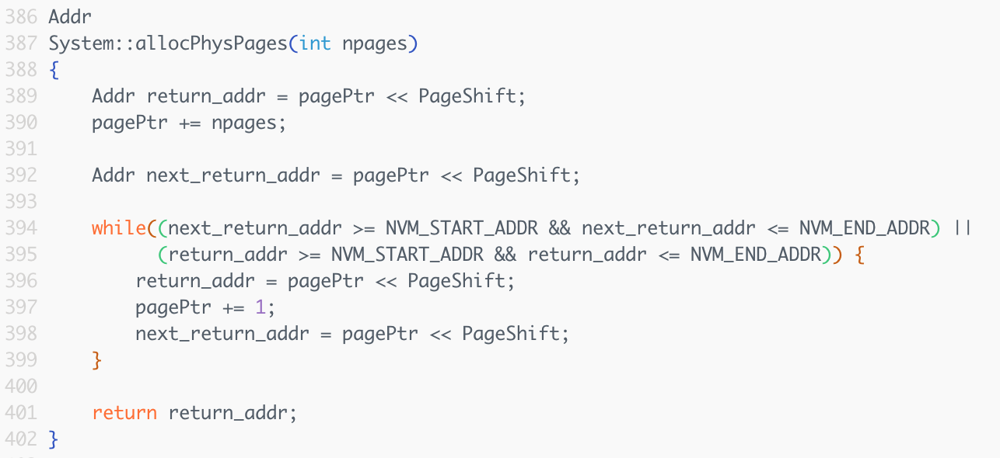 386 Addr
387 System::allocPhysPages(int npages)
388 {
389     Addr return_addr = pagePtr << PageShift;
390     pagePtr += npages;
391
392     Addr next_return_addr = pagePtr << PageShift;
393
394     while((next_return_addr >= NVM_START_ADDR && next_return_addr <= NVM_END_ADDR) ||
395           (return_addr >= NVM_START_ADDR && return_addr <= NVM_END_ADDR)) {
396         return_addr = pagePtr << PageShift;
397         pagePtr += 1;
398         next_return_addr = pagePtr << PageShift;
399     }
400
401     return return_addr;
402 }